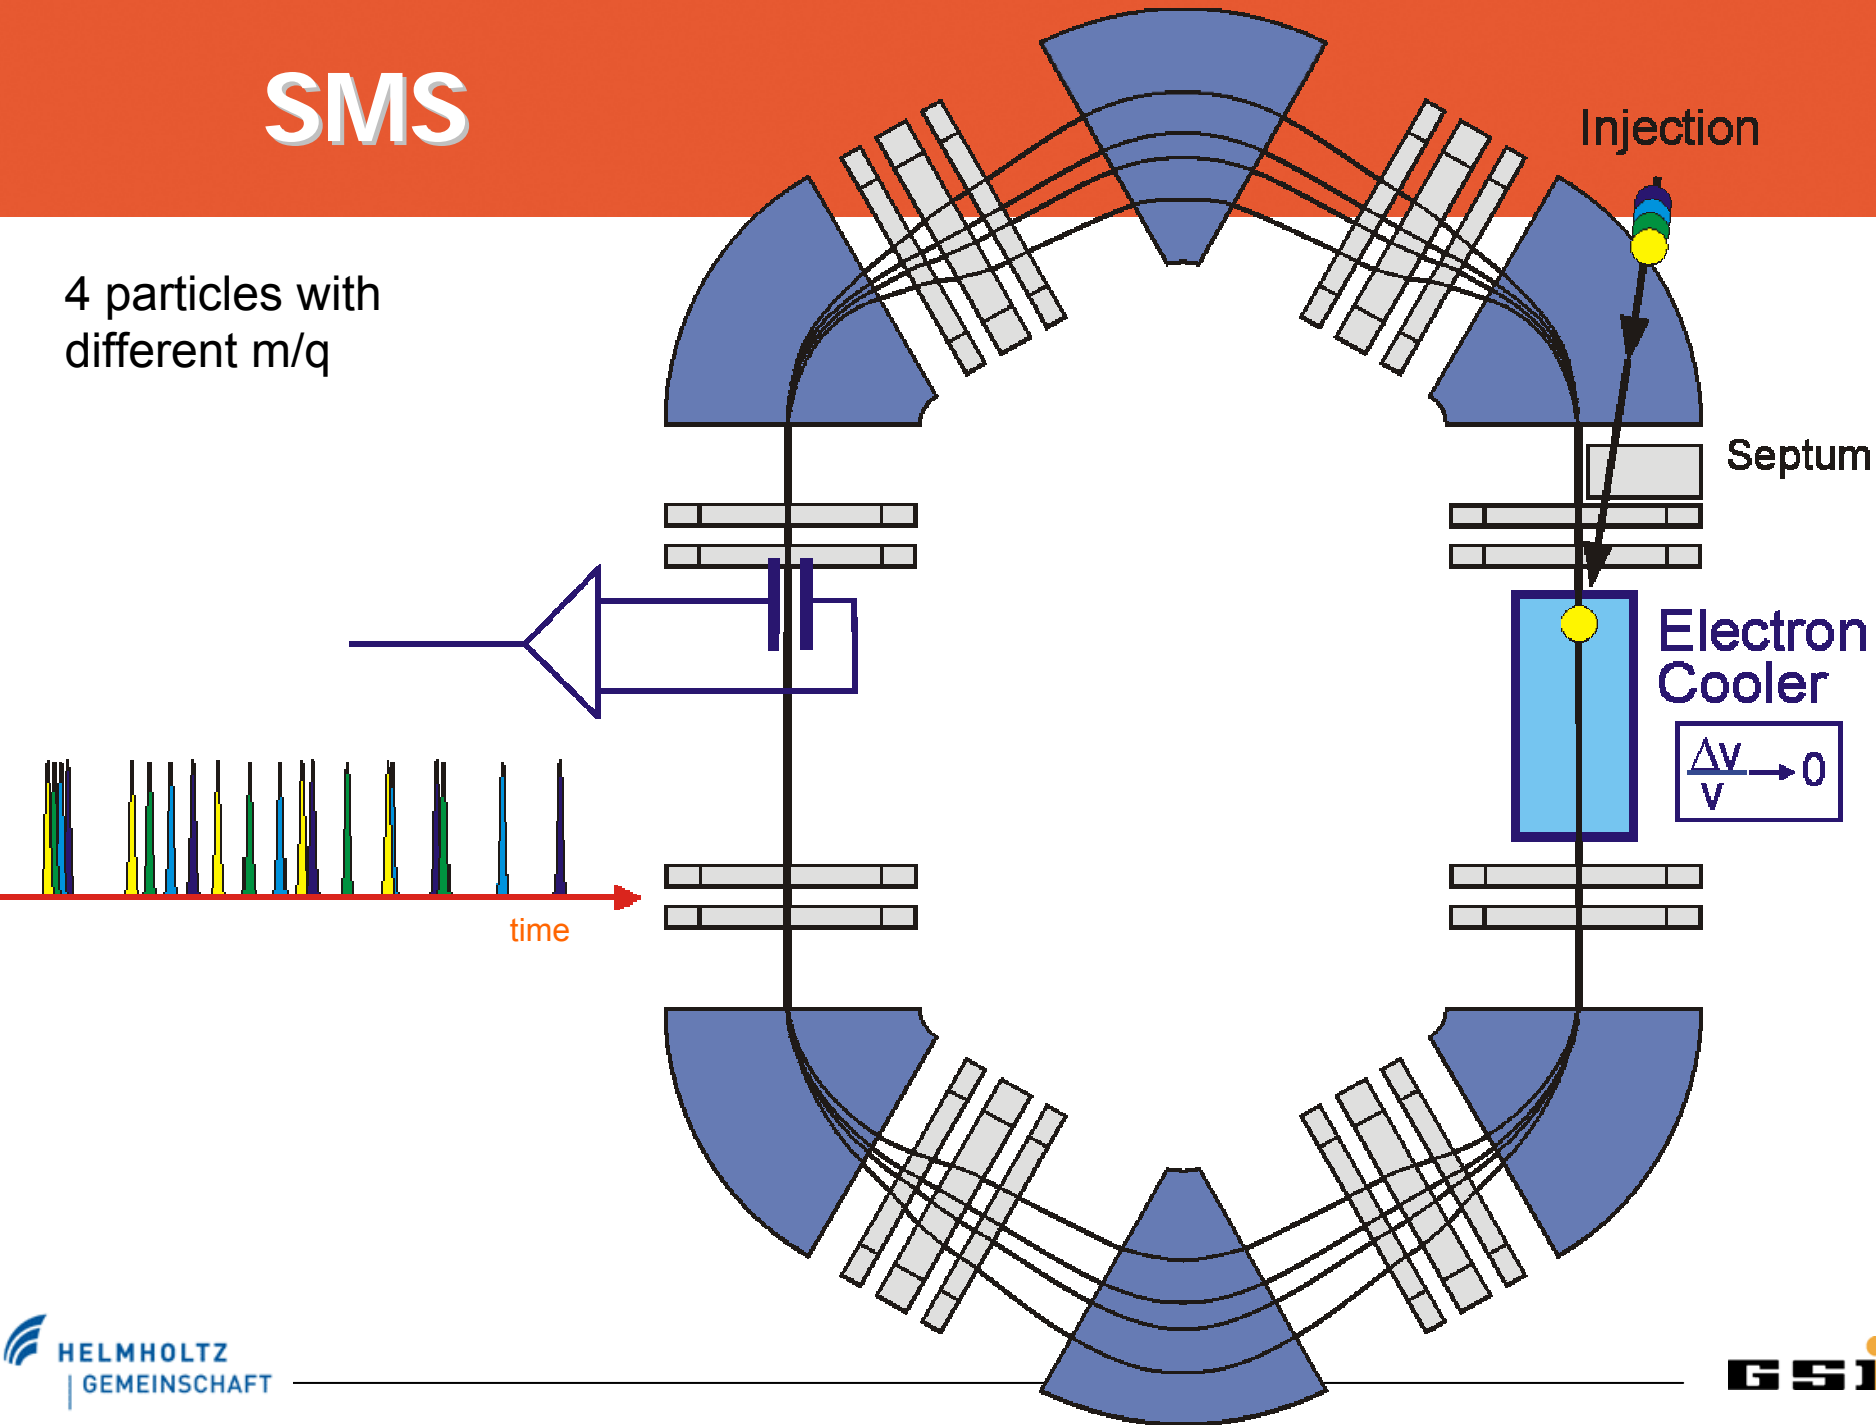 SMS
Injection
4 particles with
different m/q
Septum
Electron
Cooler
Δv
v
→0
time
HELMHOLTZ
GEMEINSCHAFT
GSI